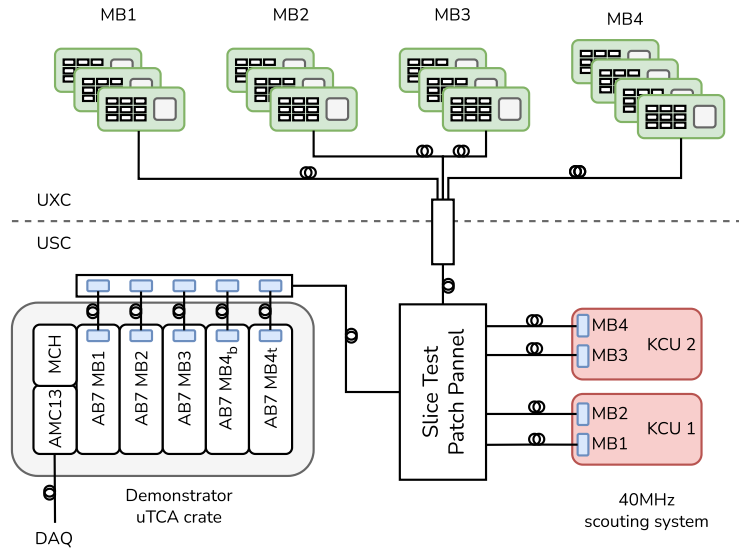 MB1
MB2
MB3
MB4
UXC
USC
MCH
AMC13
AB7 MB1
AB7 MB2
AB7 MB3
AB7 MB4b
AB7 MB4t
Slice Test
Patch Pannel
MB4
MB3
KCU 2
MB2
MB1
KCU 1
Demonstrator
uTCA crate
DAQ
40MHz
scouting system